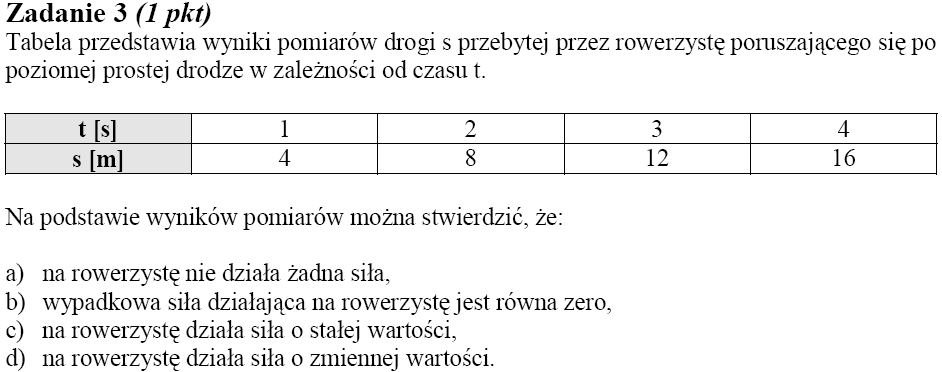 Zadanie 3 (1 pkt)
Tabela przedstawia wyniki pomiarów drogi s przebytej przez rowerzystę poruszającego się po
poziomej prostej drodze w zależności od czasu t.
t [s] 1 2 3 4
s [m] 4 8 12 16
Na podstawie wyników pomiarów można stwierdzić, że:
a) na rowerzystę nie działa żadna siła,
b) wypadkowa siła działająca na rowerzystę jest równa zero,
c) na rowerzystę działa siła o stałej wartości,
d) na rowerzystę działa siła o zmiennej wartości.